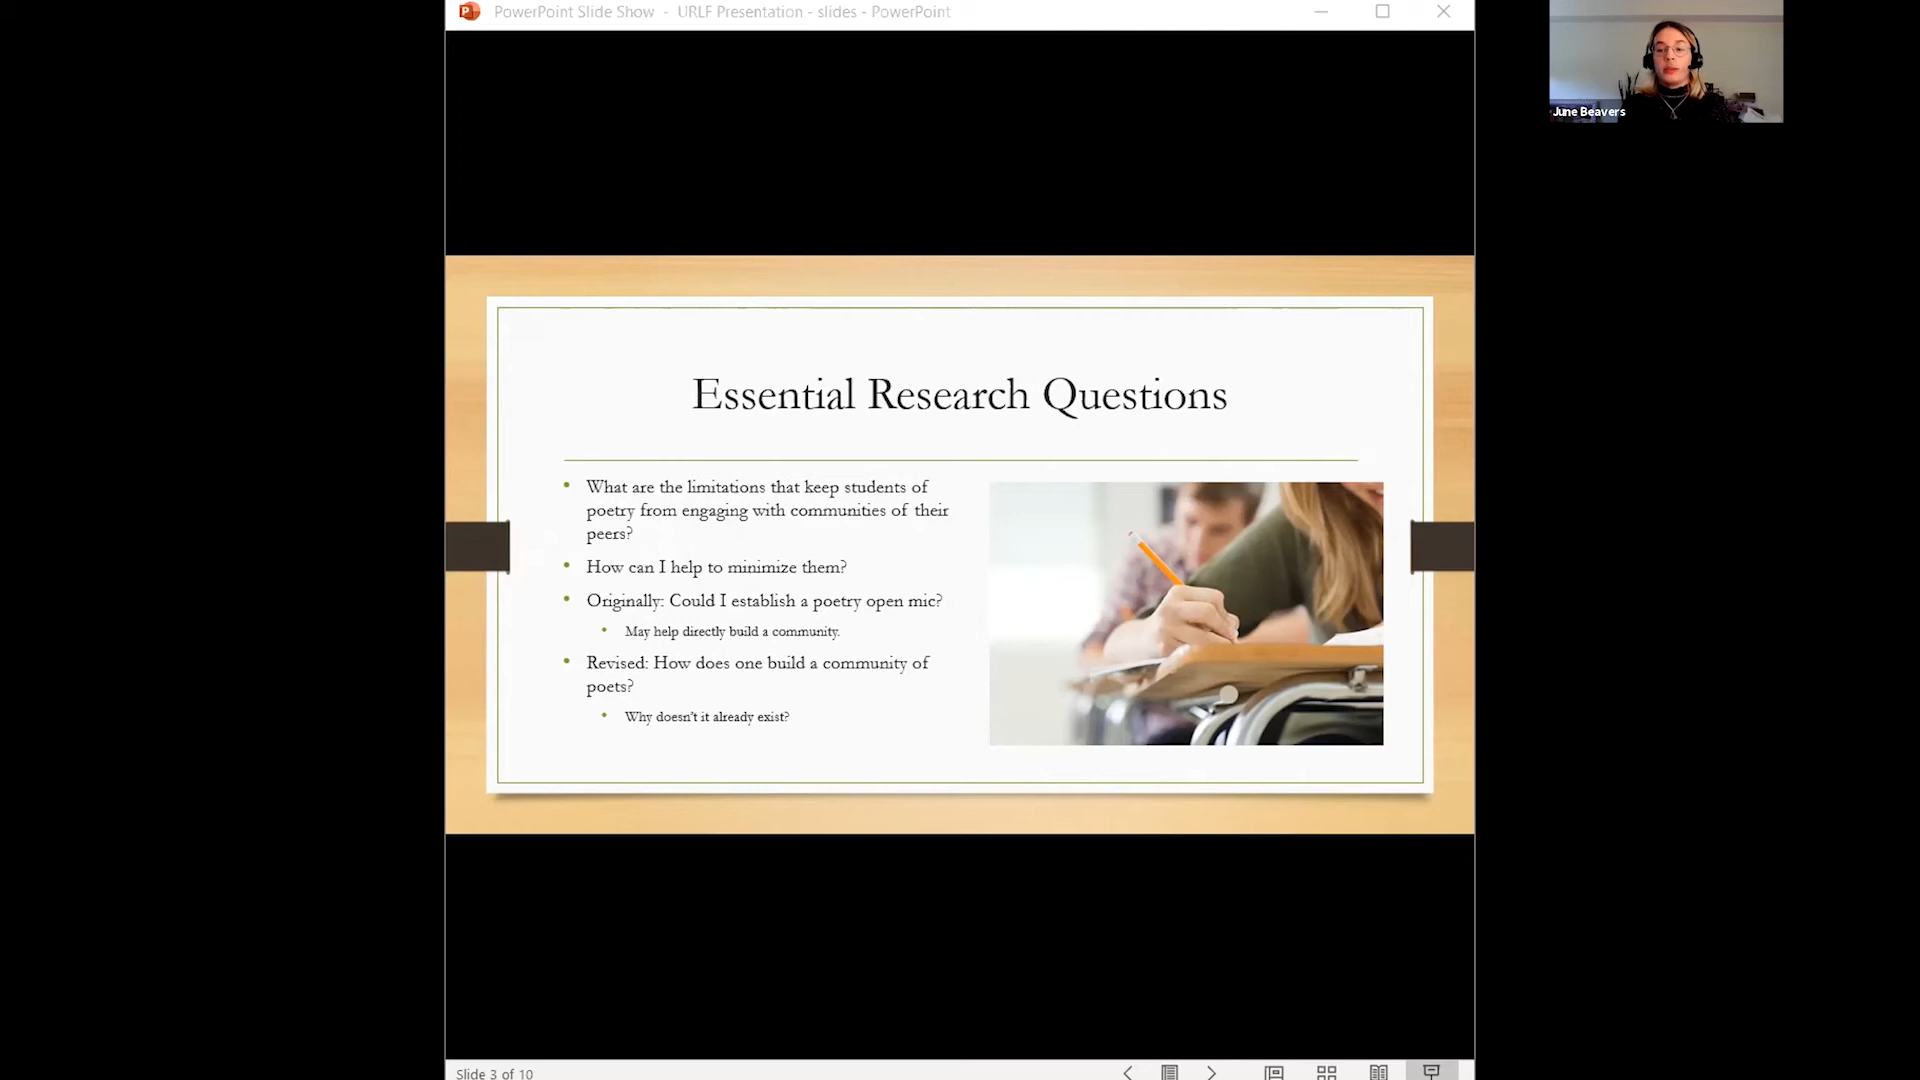 PowerPoint Slide Show - URLF Presentation - slides - PowerPoint
June Beavers
Essential Research Questions
• What are the limitations that keep students of
poetry from engaging with communities of their
peers?
• How can I help to minimize them?
• Originally: Could I establish a poetry open mic?
• May help directly build a community.
• Revised: How does one build a community of
poets?
• Why doesn't it already exist?
Slide 3 of 10